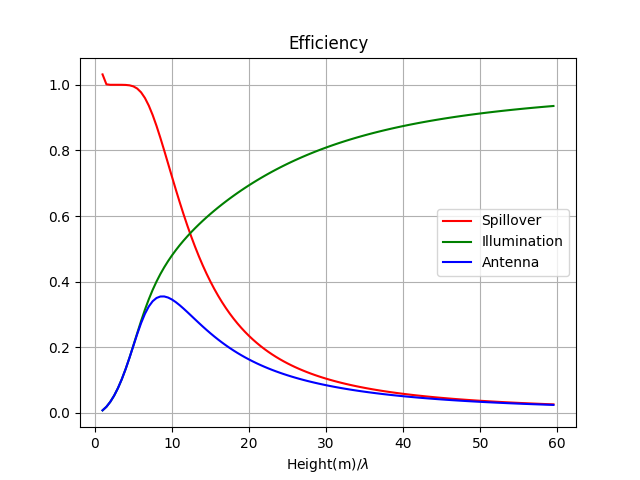 Efficiency
1.0
0.8
0.6
0.4
0.2
0.0
Spillover
Illumination
Antenna
0 10 20 30 40 50 60
Height(m)/λ